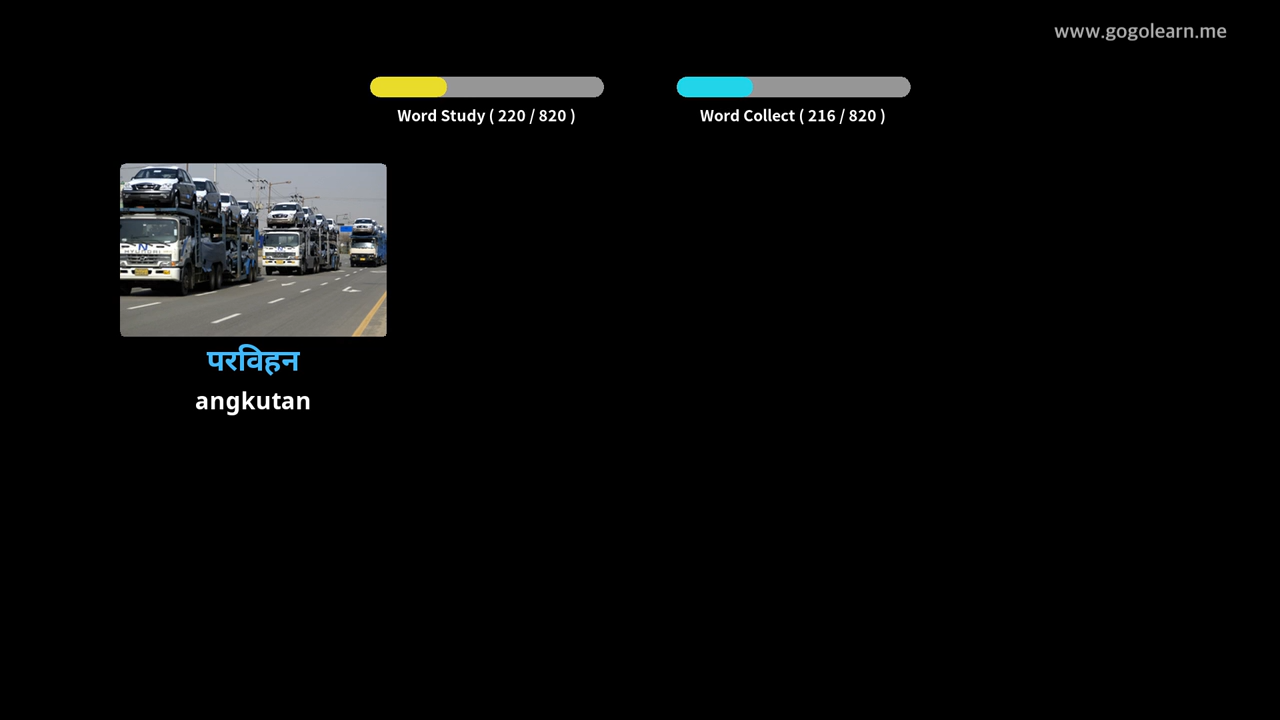 www.gogolearn.me
Word Study ( 220 / 820 )
Word Collect ( 216 / 820 )
परविहन
angkutan